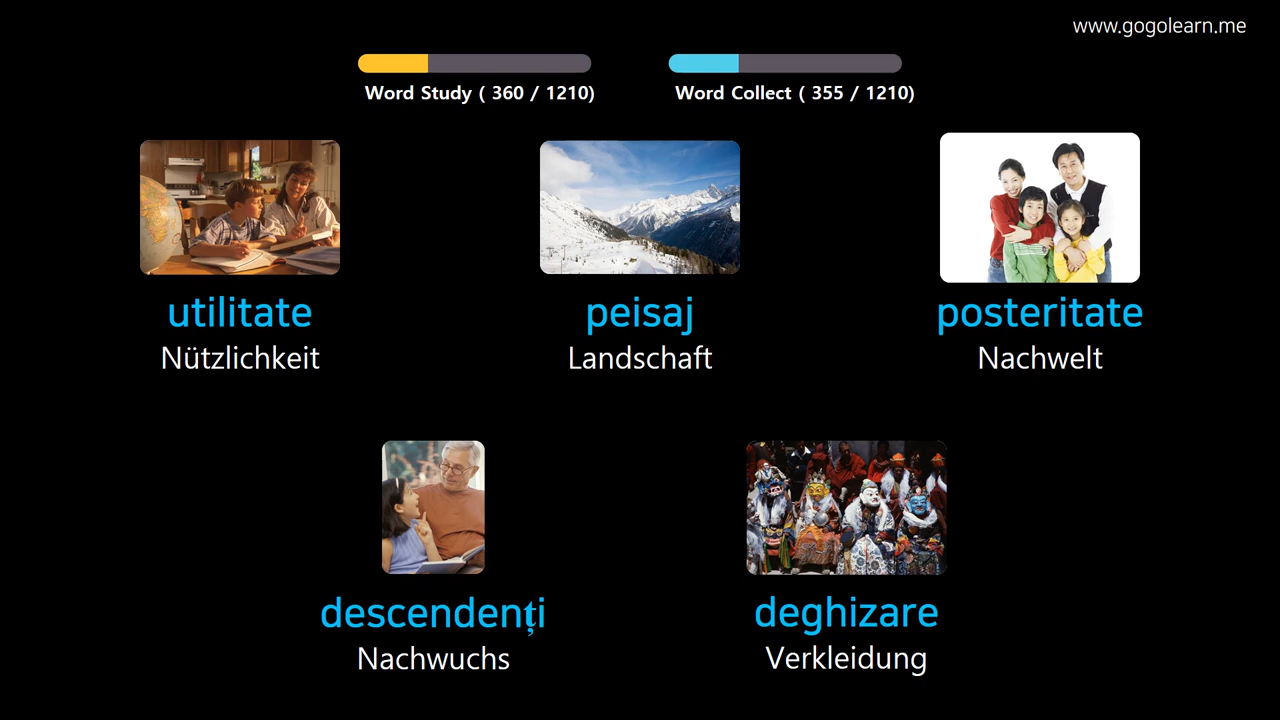 www.gogolearn.me
Word Study ( 360 / 1210)
Word Collect ( 355 / 1210)
utilitate
Nützlichkeit
peisaj
Landschaft
posteritate
Nachwelt
descendenți
Nachwuchs
deghizare
Verkleidung